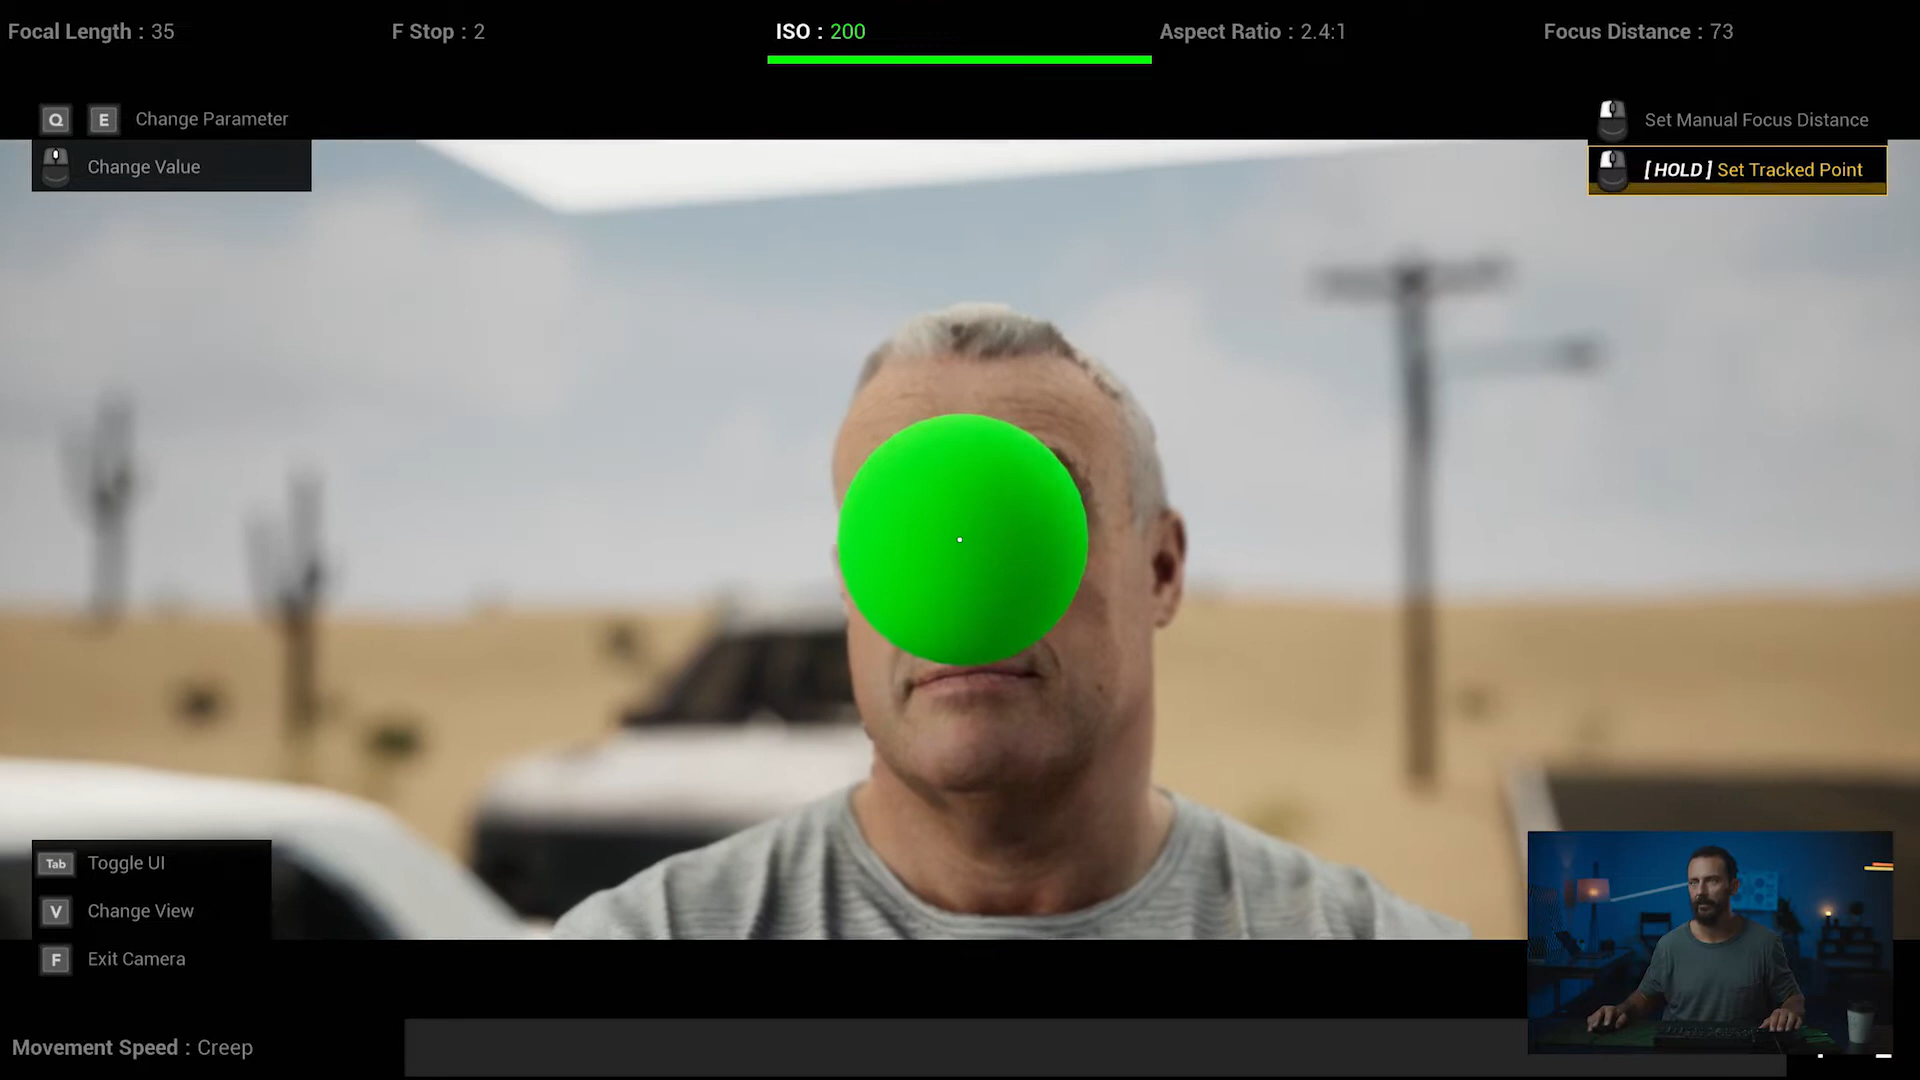 Focal Length : 35
F Stop : 2
ISO : 200
Aspect Ratio : 2.4:1
Focus Distance : 73
Q E Change Parameter
Change Value
Set Manual Focus Distance
[ HOLD ] Set Tracked Point
Tab Toggle UI
V Change View
F Exit Camera
Movement Speed : Creep